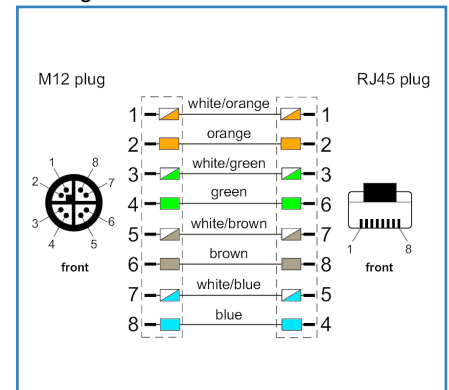 M12 plug
RJ45 plug
white/orange
1 1
orange
2 2
white/green
3 3
green
4 6
white/brown
5 7
brown
6 8
white/blue
7 5
blue
8 4
1 8
2 7
3 6
4 5
front
1 8
front